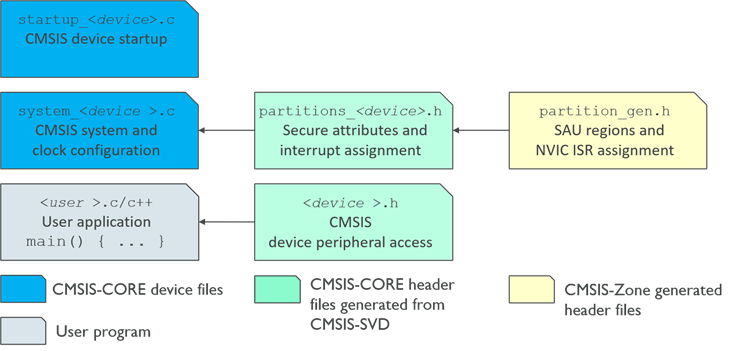 startup_<device>.c
CMSIS device startup
system_<device >.c
CMSIS system and
clock configuration
partitions_<device>.h
Secure attributes and
interrupt assignment
partition_gen.h
SAU regions and
NVIC ISR assignment
<user >.c/c++
User application
main() { ... }
<device >.h
CMSIS
device peripheral access
CMSIS-CORE device files
CMSIS-CORE header
files generated from
CMSIS-SVD
CMSIS-Zone generated
header files
User program